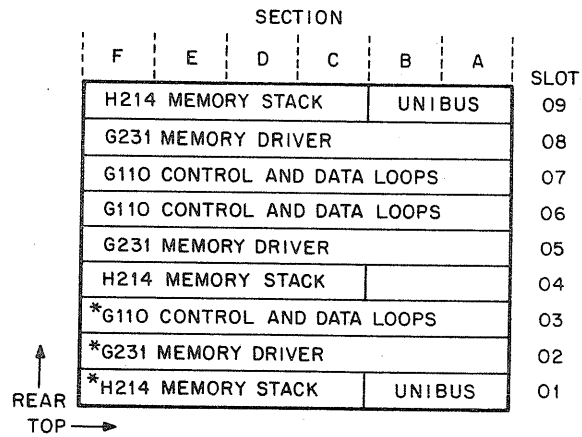 SECTION
F E D C B A
SLOT
H214 MEMORY STACK UNIBUS 09
G231 MEMORY DRIVER 08
G110 CONTROL AND DATA LOOPS 07
G110 CONTROL AND DATA LOOPS 06
G231 MEMORY DRIVER 05
H214 MEMORY STACK 04
*G110 CONTROL AND DATA LOOPS 03
*G231 MEMORY DRIVER 02
*H214 MEMORY STACK UNIBUS 01
REAR
TOP